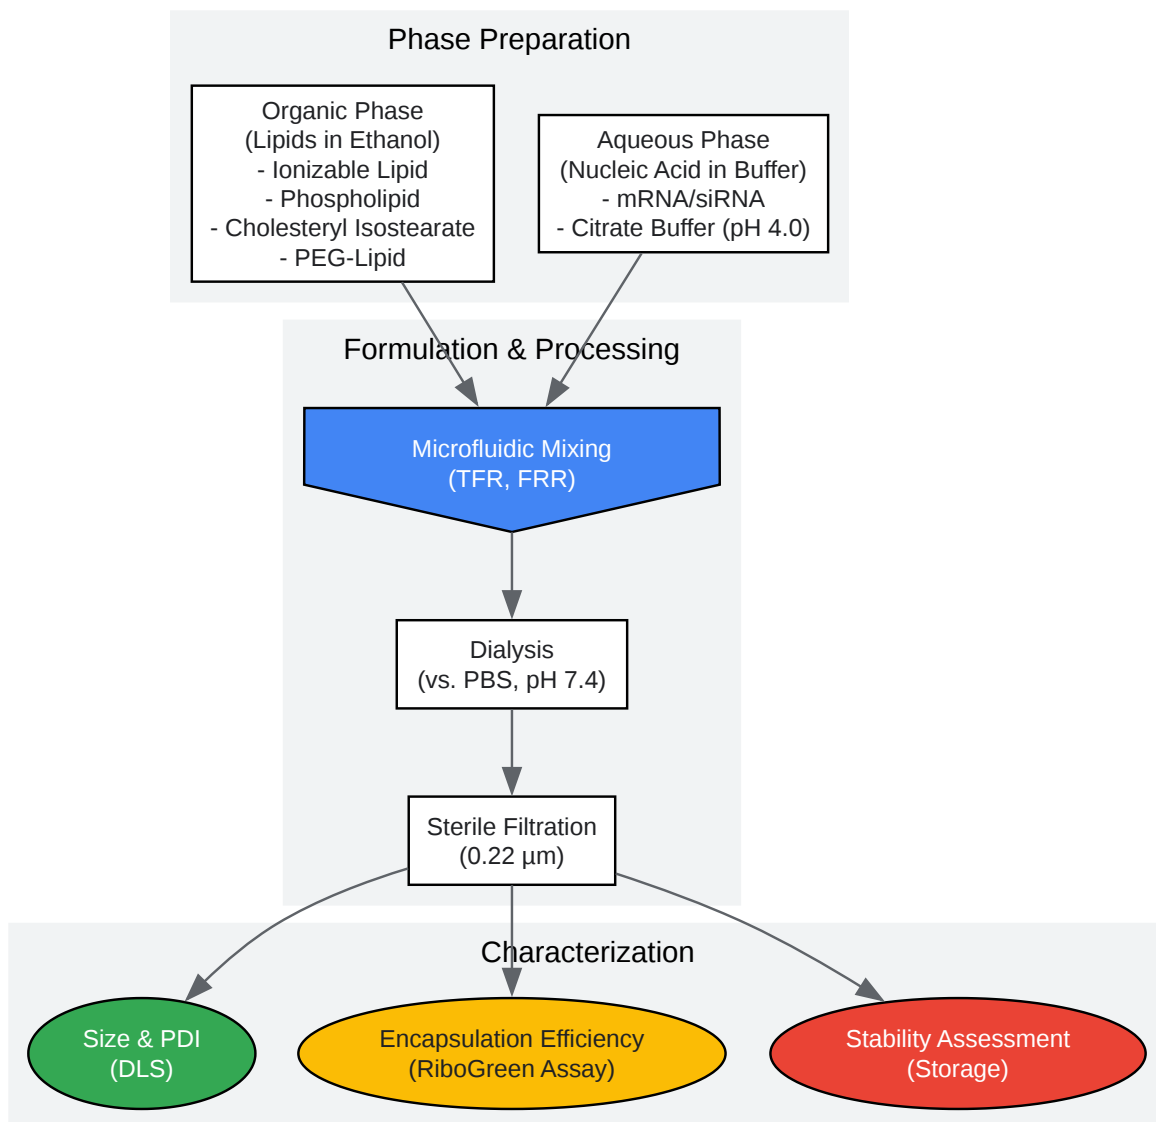 Phase Preparation
Organic Phase
(Lipids in Ethanol)
- Ionizable Lipid
- Phospholipid
- Cholesteryl Isostearate
- PEG-Lipid
Aqueous Phase
(Nucleic Acid in Buffer)
- mRNA/siRNA
- Citrate Buffer (pH 4.0)
Formulation & Processing
Microfluidic Mixing
(TFR, FRR)
Dialysis
(vs. PBS, pH 7.4)
Sterile Filtration
(0.22 µm)
Characterization
Size & PDI
(DLS)
Encapsulation Efficiency
(RiboGreen Assay)
Stability Assessment
(Storage)